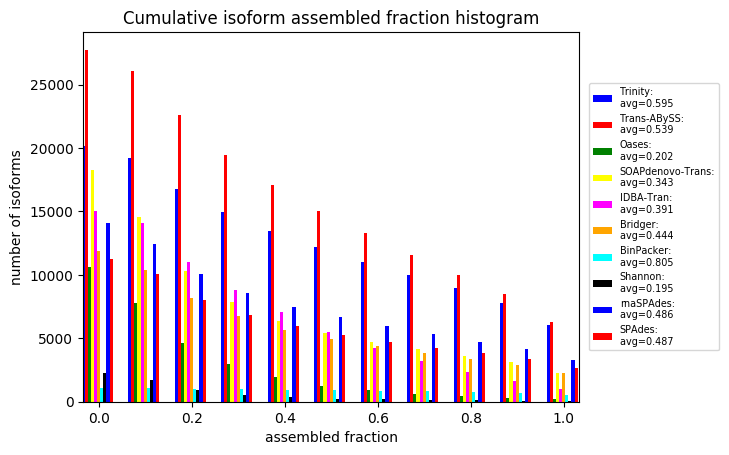 Cumulative isoform assembled fraction histogram
number of isoforms
25000
20000
15000
10000
5000
0
0.0
0.2
0.4
0.6
0.8
1.0
assembled fraction
Trinity:
avg=0.595
Trans-ABySS:
avg=0.539
Oases:
avg=0.202
SOAPdenovo-Trans:
avg=0.343
IDBA-Tran:
avg=0.391
Bridger:
avg=0.444
BinPacker:
avg=0.805
Shannon:
avg=0.195
rnaSPAdes:
avg=0.486
SPAdes:
avg=0.487